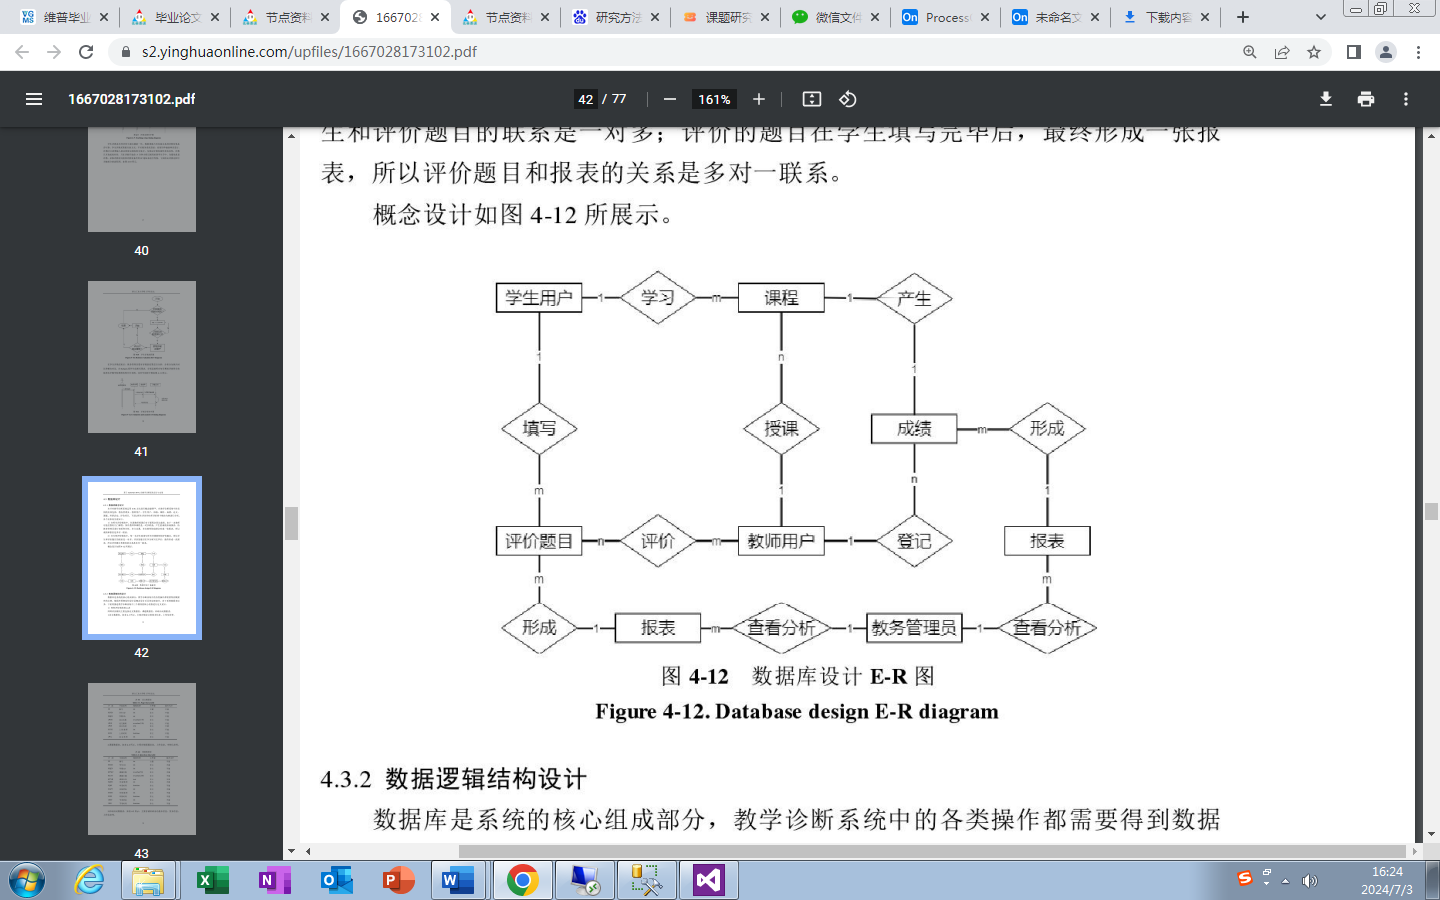 维普毕业
毕业论文
节点资料
166702
节点资料
研究方法
课题研究
微信文件
Process
未命名文
下载内容
s2.yinghuaonline.com/upfiles/1667028173102.pdf
1667028173102.pdf
42 / 77
161%
生和评价题目的联系是一对多；评价的题目在学生填写完毕后，最终形成一张报
表，所以评价题目和报表的关系是多对一联系。
概念设计如图 4-12 所展示。
学生用户 1 学习 m 课程 1 产生
1 n 1
填写 授课 成绩 m 形成
m 1 n 1
评价题目 n 评价 m 教师用户 1 登记 报表
m m
形成 1 报表 m 查看分析 1 教务管理员 1 查看分析
图 4-12 数据库设计 E-R 图
Figure 4-12. Database design E-R diagram
4.3.2 数据逻辑结构设计
数据库是系统的核心组成部分，教学诊断系统中的各类操作都需要得到数据
40
41
42
43
16:24
2024/7/3